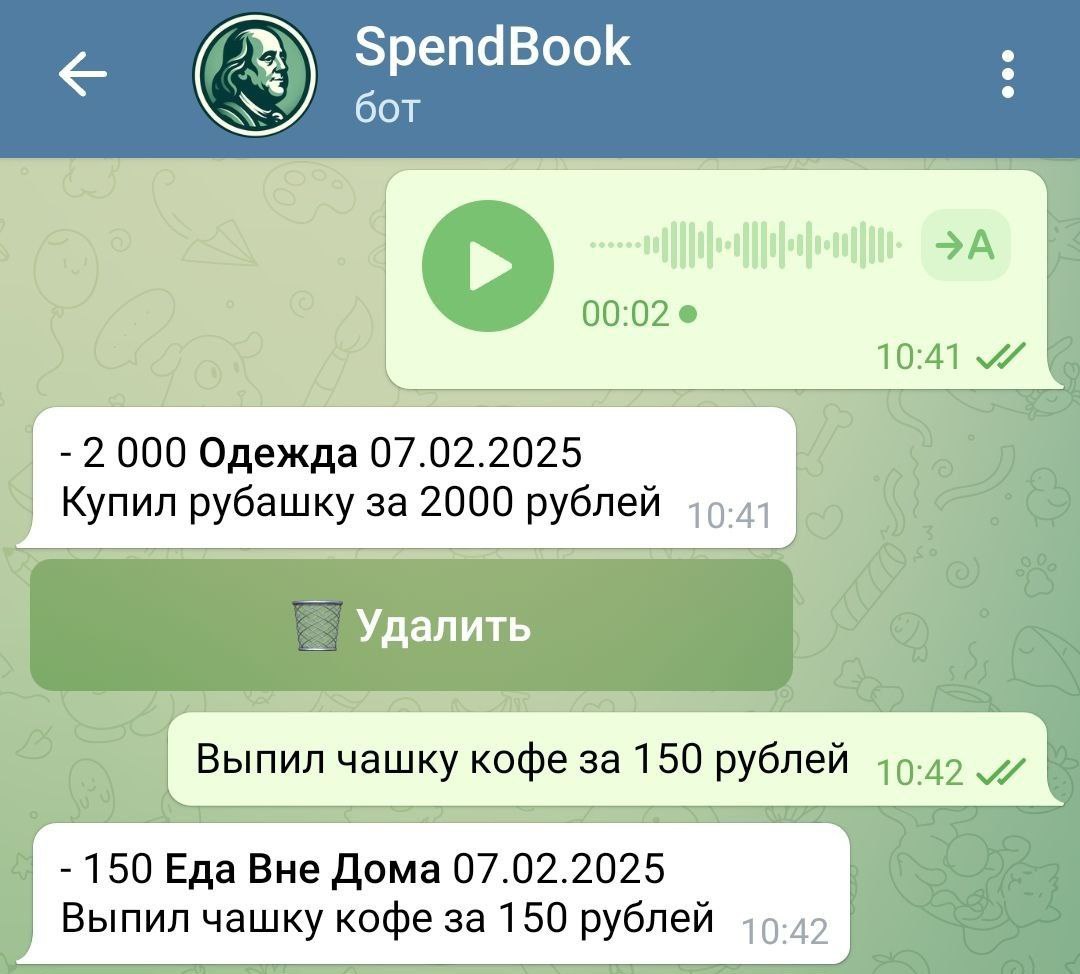 SpendBook
бот
→A
00:02
10:41
- 2 000 Одежда 07.02.2025
Купил рубашку за 2000 рублей 10:41
Удалить
Выпил чашку кофе за 150 рублей 10:42
- 150 Еда Вне Дома 07.02.2025
Выпил чашку кофе за 150 рублей 10:42